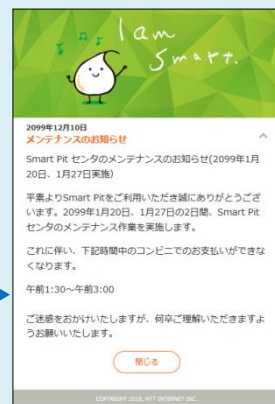 I am
Smart.
2099年12月10日
メンテナンスのお知らせ
Smart Pit センタのメンテナンスのお知らせ(2099年1月
20日、1月27日実施)
平素よりSmart Pitをご利用いただき誠にありがとうござ
います。2099年1月20日、1月27日の2日間、Smart Pit
センタのメンテナンス作業を実施します。
これに伴い、下記時間中のコンビニでのお支払いができな
くなります。
午前1:30～午前3:00
ご迷惑をおかけいたしますが、何卒ご理解いただきますよ
うお願いいたします。
閉じる
COPYRIGHT 2018, NTT INTERNET INC.